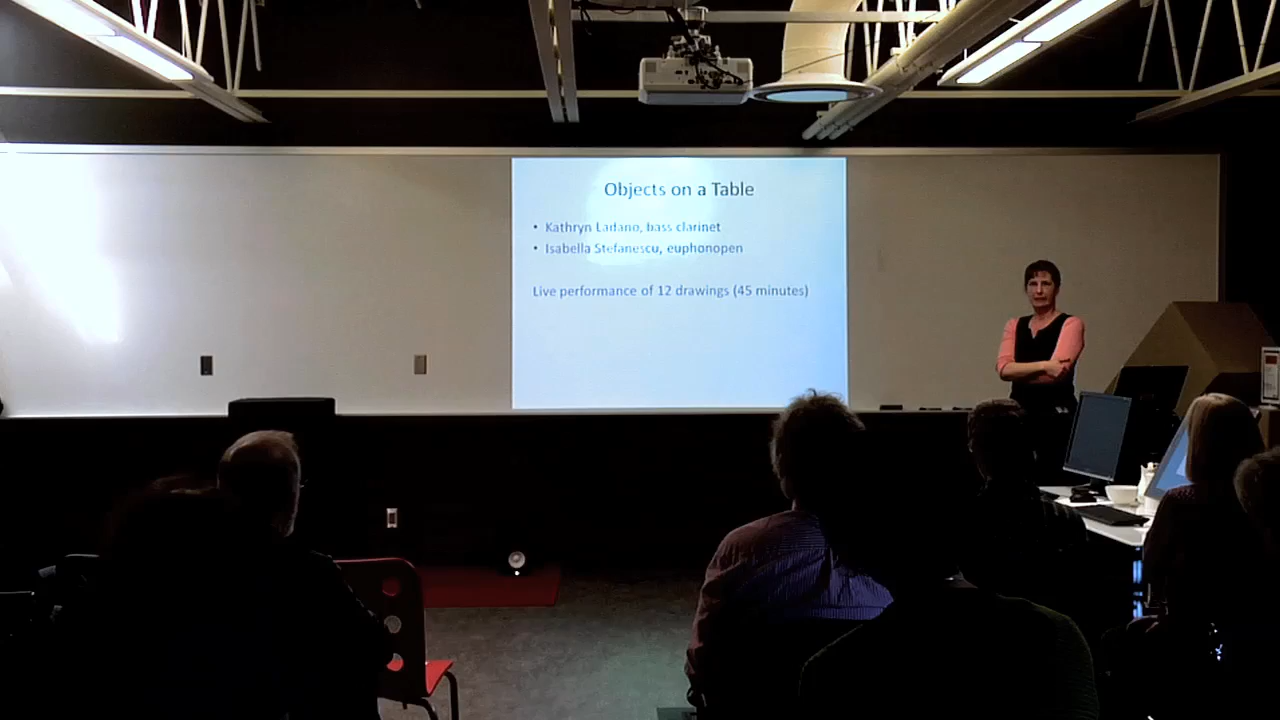 Objects on a Table
• Kathryn Ladano, bass clarinet
• Isabella Stefanescu, euphonopen
Live performance of 12 drawings (45 minutes)